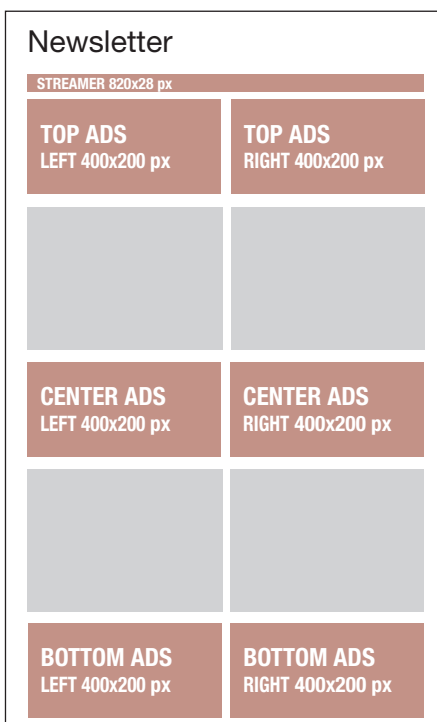 Newsletter
STREAMER 820x28 px
TOP ADS
LEFT 400x200 px
TOP ADS
RIGHT 400x200 px
CENTER ADS
LEFT 400x200 px
CENTER ADS
RIGHT 400x200 px
BOTTOM ADS
LEFT 400x200 px
BOTTOM ADS
RIGHT 400x200 px